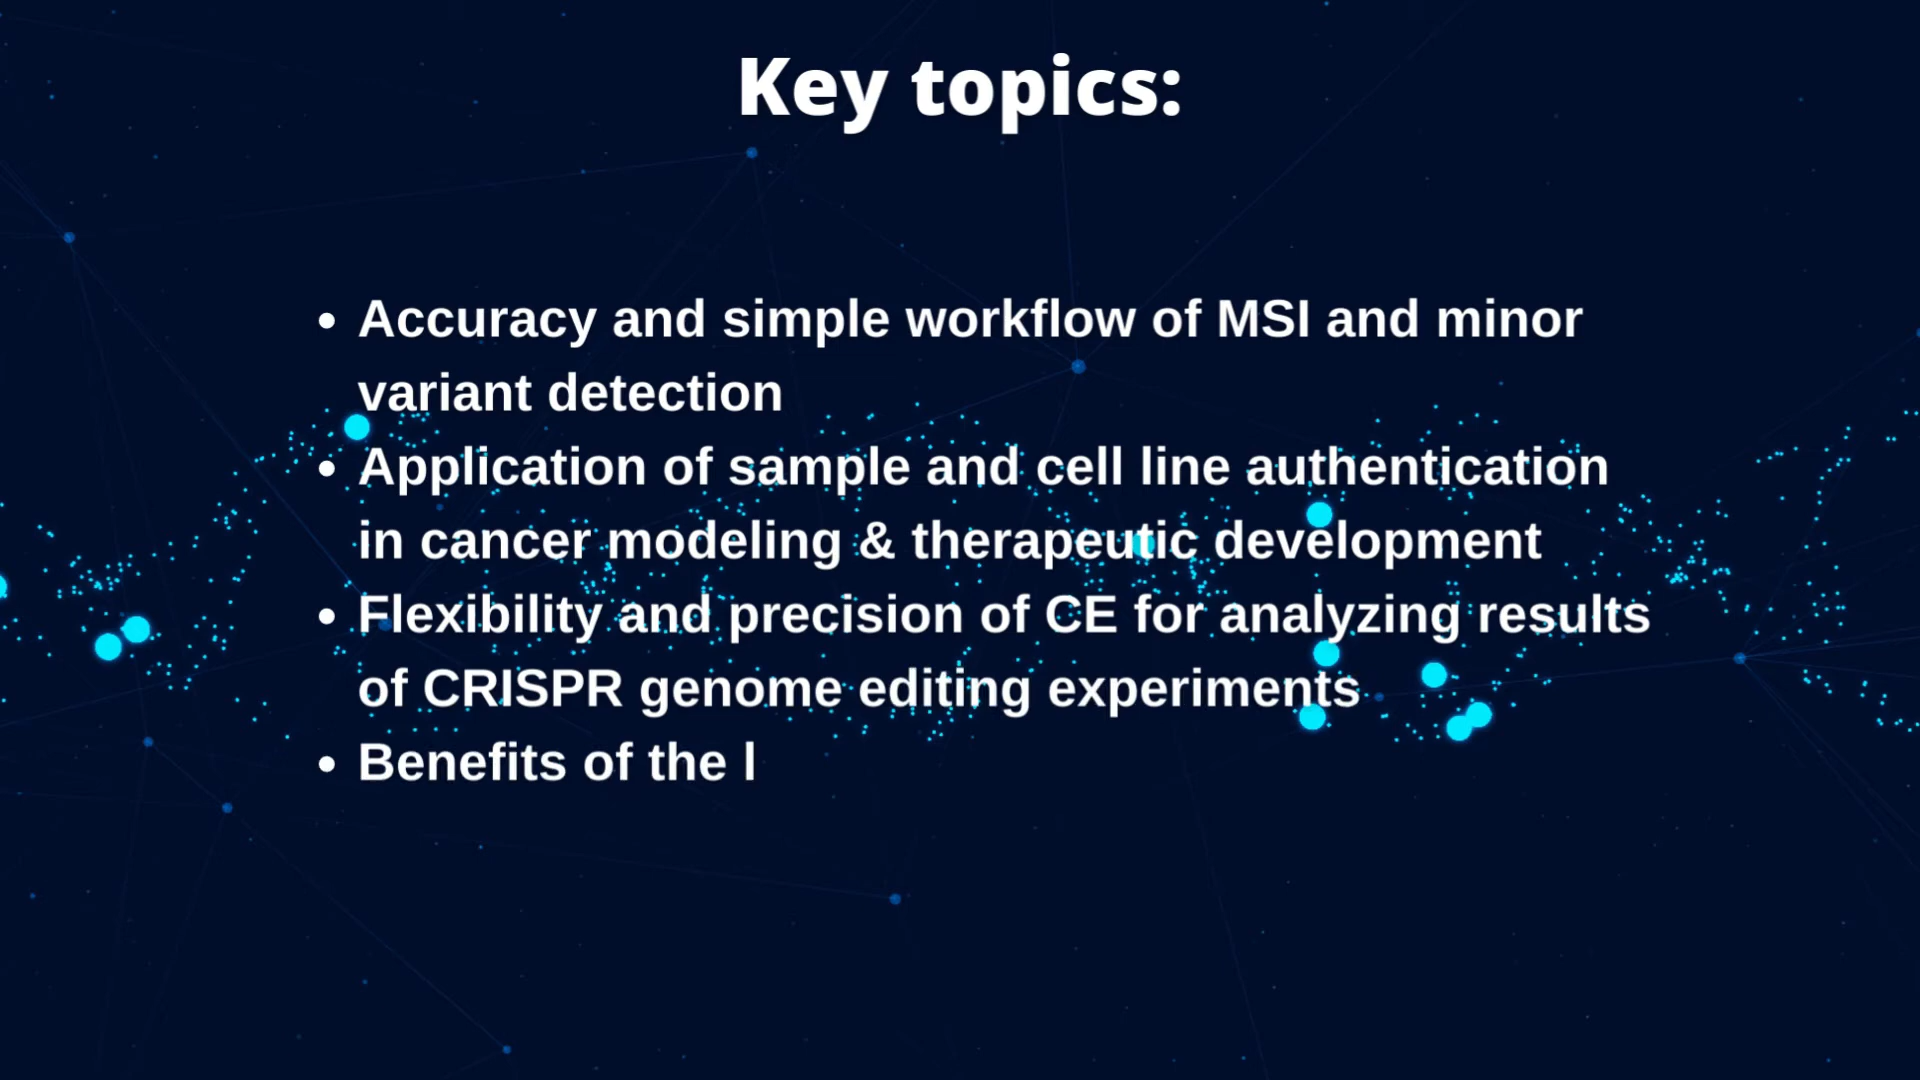 Key topics:
• Accuracy and simple workflow of MSI and minor
variant detection
• Application of sample and cell line authentication
in cancer modeling & therapeutic development
• Flexibility and precision of CE for analyzing results
of CRISPR genome editing experiments
• Benefits of the l